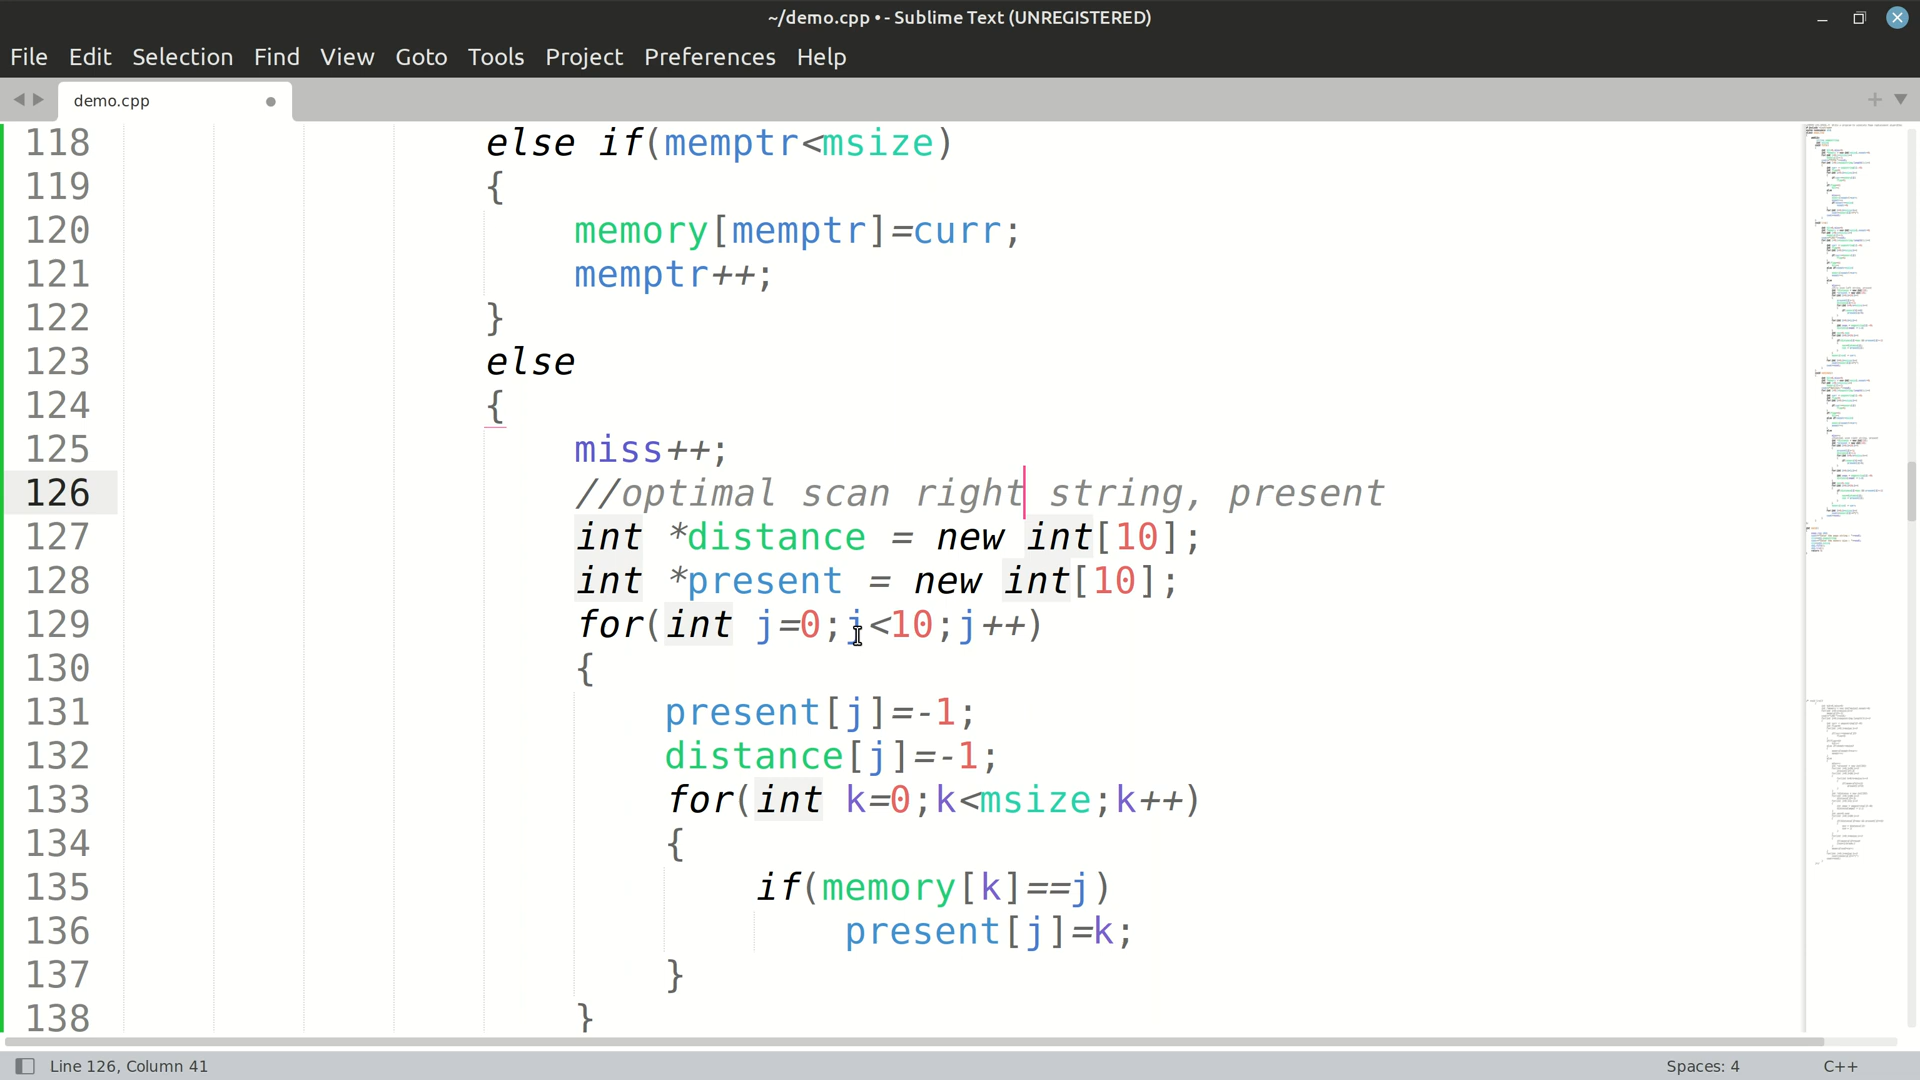 ~/demo.cpp • - Sublime Text (UNREGISTERED)
File Edit Selection Find View Goto Tools Project Preferences Help
demo.cpp
118 else if(memptr<msize)
119 {
120 memory[memptr]=curr;
121 memptr++;
122 }
123 else
124 {
125 miss++;
126 //optimal scan right string, present
127 int *distance = new int[10];
128 int *present = new int[10];
129 for(int j=0;j<10;j++)
130 {
131 present[j]=-1;
132 distance[j]=-1;
133 for(int k=0;k<msize;k++)
134 {
135 if(memory[k]==j)
136 present[j]=k;
137 }
138 }
Line 126, Column 41 Spaces: 4 C++